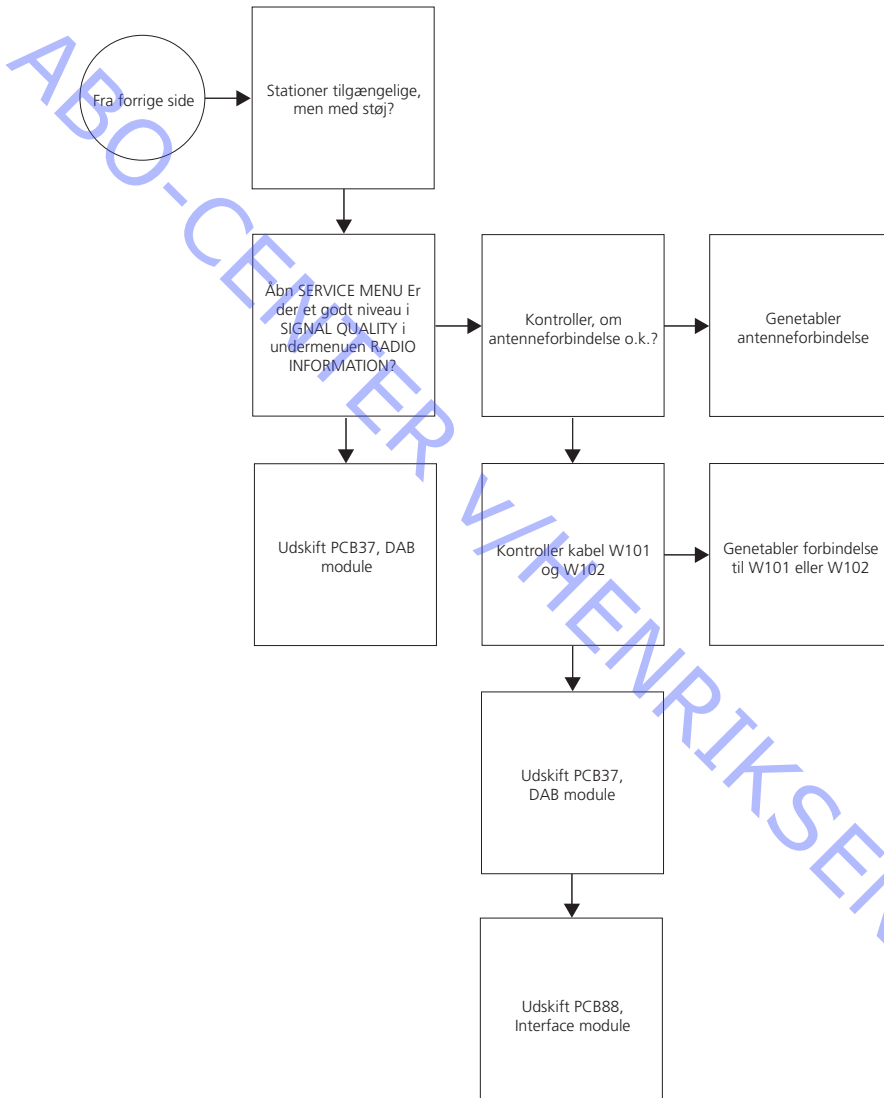 Fra forrige side
Stationer tilgængelige,
men med støj?
Åbn SERVICE MENU Er
der et godt niveau i
SIGNAL QUALITY i
undermenuen RADIO
INFORMATION?
Kontroller, om
antenneforbindelse o.k.?
Genetabler
antenneforbindelse
Udskift PCB37, DAB
module
Kontroller kabel W101
og W102
Genetabler forbindelse
til W101 eller W102
Udskift PCB37,
DAB module
Udskift PCB88,
Interface module
ABO-CENTER v/HENRIKSEN